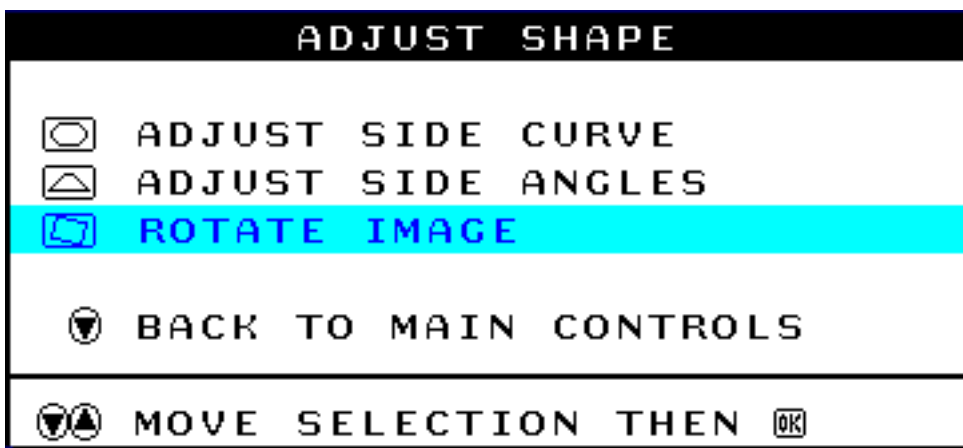 ADJUST SHAPE
ADJUST SIDE CURVE
ADJUST SIDE ANGLES
ROTATE IMAGE
BACK TO MAIN CONTROLS
MOVE SELECTION THEN OK